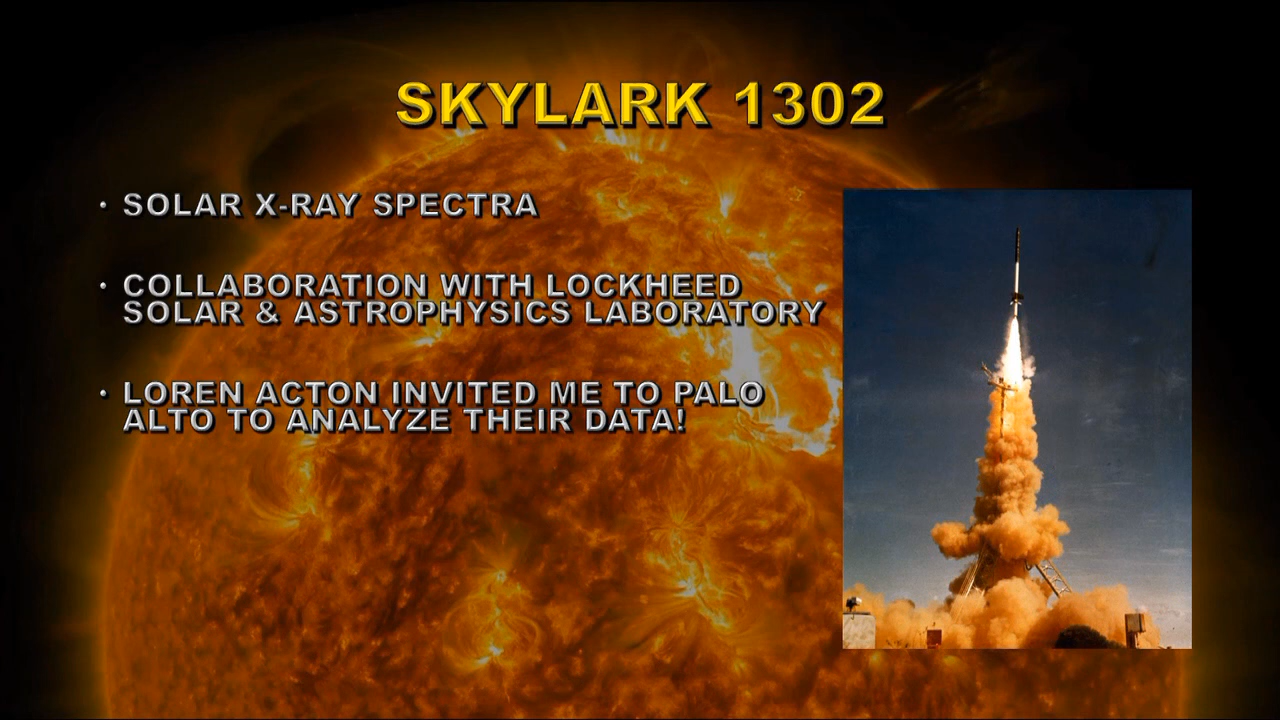 SKYLARK 1302
• SOLAR X-RAY SPECTRA
• COLLABORATION WITH LOCKHEED
SOLAR & ASTROPHYSICS LABORATORY
• LOREN ACTON INVITED ME TO PALO
ALTO TO ANALYZE THEIR DATA!